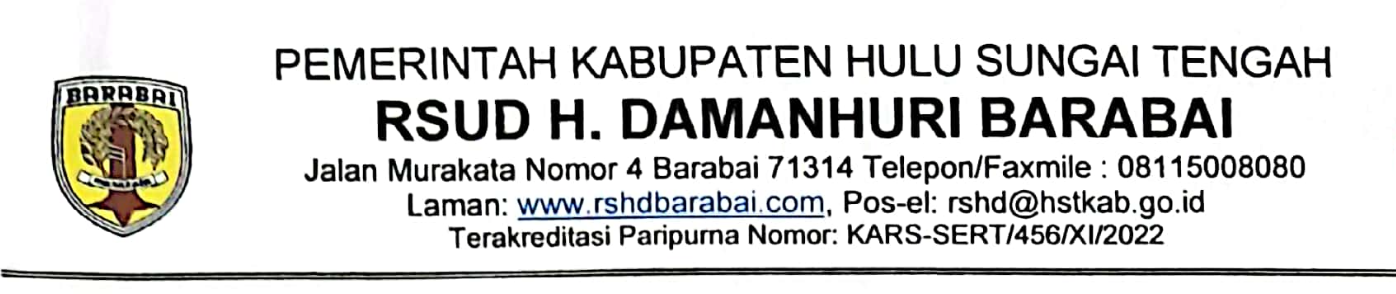 PEMERINTAH KABUPATEN HULU SUNGAI TENGAH
BARABAI
RSUD H. DAMANHURI BARABAI
Jalan Murakata Nomor 4 Barabai 71314 Telepon/Faxmile : 08115008080
Laman: www.rshdbarabai.com, Pos-el: rshd@hstkab.go.id
Terakreditasi Paripurna Nomor: KARS-SERT/456/XI/2022